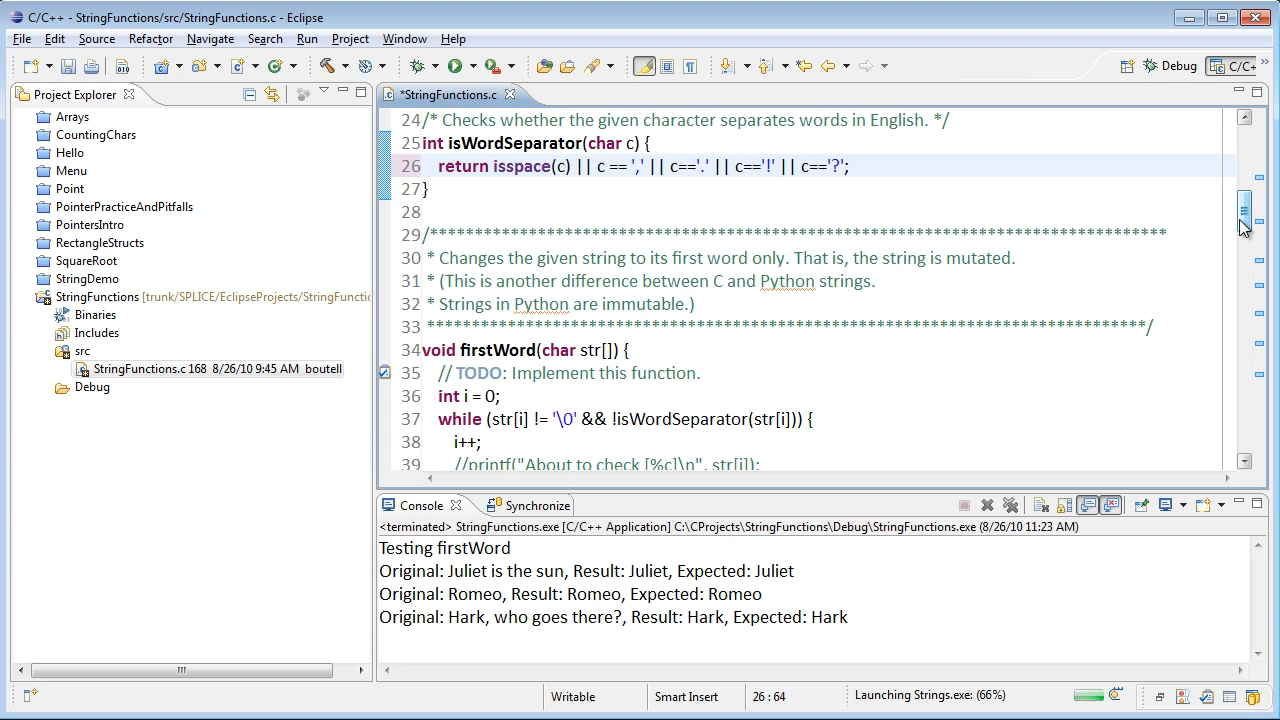 C/C++ - StringFunctions/src/StringFunctions.c - Eclipse
File Edit Source Refactor Navigate Search Run Project Window Help
Debug C/C+ »
Project Explorer
*StringFunctions.c
Arrays
CountingChars
Hello
Menu
Point
PointerPracticeAndPitfalls
PointersIntro
RectangleStructs
SquareRoot
StringDemo
StringFunctions [trunk/SPLICE/EclipseProjects/StringFunctio
Binaries
Includes
src
StringFunctions.c 168 8/26/10 9:45 AM boutell
Debug
24 /* Checks whether the given character separates words in English. */
25 int isWordSeparator(char c) {
26 return isspace(c) || c == ',' || c=='.' || c=='!' || c=='?';
27 }
28
29 /********************************************************************************
30 * Changes the given string to its first word only. That is, the string is mutated.
31 * (This is another difference between C and Python strings.
32 * Strings in Python are immutable.)
33 *******************************************************************************/
34 void firstWord(char str[]) {
35 // TODO: Implement this function.
36 int i = 0;
37 while (str[i] != '\0' && !isWordSeparator(str[i])) {
38 i++;
39 //printf("About to check [%c]\n", str[i]);
Console Synchronize
<terminated> StringFunctions.exe [C/C++ Application] C:\CProjects\StringFunctions\Debug\StringFunctions.exe (8/26/10 11:23 AM)
Testing firstWord
Original: Juliet is the sun, Result: Juliet, Expected: Juliet
Original: Romeo, Result: Romeo, Expected: Romeo
Original: Hark, who goes there?, Result: Hark, Expected: Hark
Writable Smart Insert 26 : 64 Launching Strings.exe: (66%)